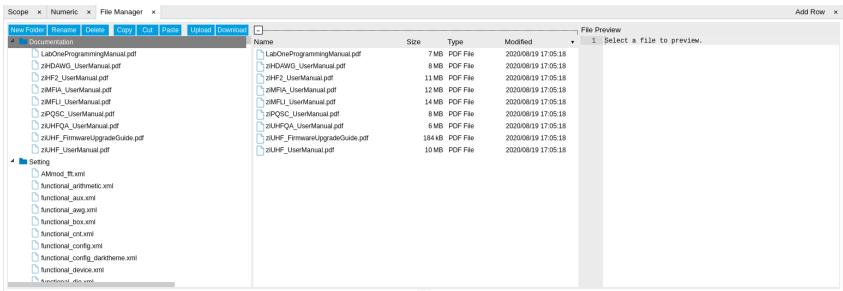 Scope × Numeric × File Manager × Add Row ×
New Folder Rename Delete Copy Cut Paste Upload Download
File Preview
Documentation
LabOneProgrammingManual.pdf
ziHDAWG_UserManual.pdf
ziHF2_UserManual.pdf
ziMFIA_UserManual.pdf
ziMFLI_UserManual.pdf
ziPQSC_UserManual.pdf
ziUHFQA_UserManual.pdf
ziUHF_FirmwareUpgradeGuide.pdf
ziUHF_UserManual.pdf
Setting
AMmod_fft.xml
functional_arithmetic.xml
functional_aux.xml
functional_awg.xml
functional_box.xml
functional_cnt.xml
functional_config.xml
functional_config_darktheme.xml
functional_device.xml
functional_dio.xml
Name Size Type Modified
LabOneProgrammingManual.pdf 7 MB PDF File 2020/08/19 17:05:18
ziHDAWG_UserManual.pdf 8 MB PDF File 2020/08/19 17:05:18
ziHF2_UserManual.pdf 11 MB PDF File 2020/08/19 17:05:18
ziMFIA_UserManual.pdf 12 MB PDF File 2020/08/19 17:05:18
ziMFLI_UserManual.pdf 14 MB PDF File 2020/08/19 17:05:18
ziPQSC_UserManual.pdf 8 MB PDF File 2020/08/19 17:05:18
ziUHFQA_UserManual.pdf 6 MB PDF File 2020/08/19 17:05:18
ziUHF_FirmwareUpgradeGuide.pdf 184 kB PDF File 2020/08/19 17:05:18
ziUHF_UserManual.pdf 10 MB PDF File 2020/08/19 17:05:18
1 Select a file to preview.